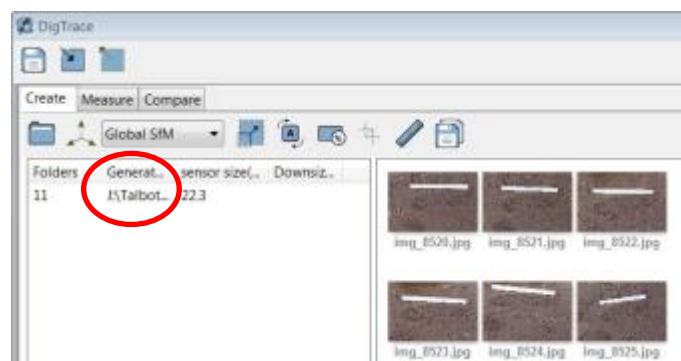 DigTrace
Create Measure Compare
Global SfM
Folders Generat... sensor size(... Downsiz...
11 J:\Talbot... 22.3
img_8520.jpg img_8521.jpg img_8522.jpg
img_8523.jpg img_8524.jpg img_8525.jpg